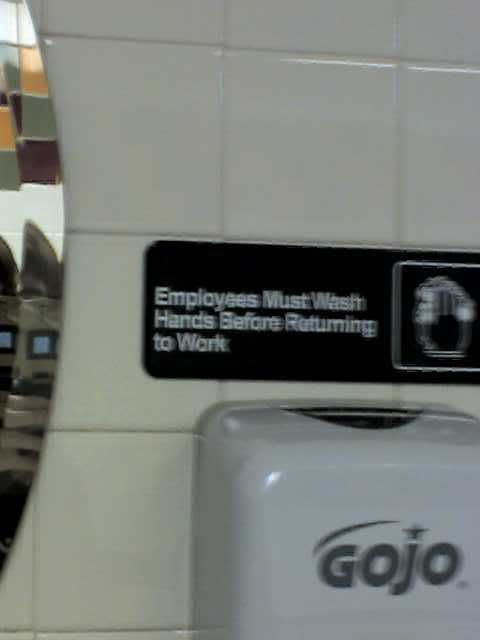 Employees Must Wash
Hands Before Returning
to Work
GOJO